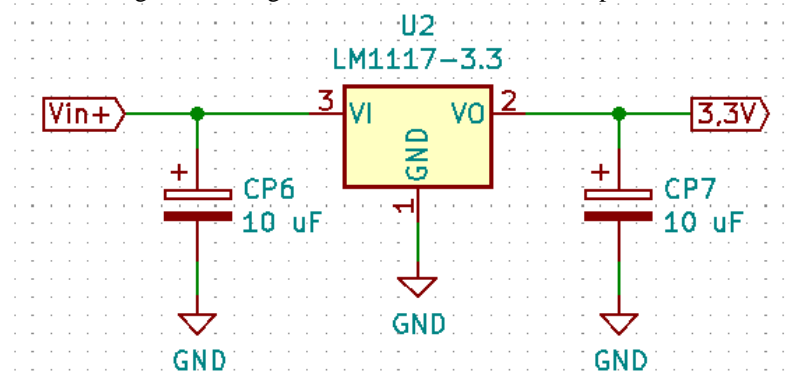 U2
LM1117-3.3
Vin+
3
VI
VO
2
3,3V
GND
1
+
CP6
10 uF
+
CP7
10 uF
GND
GND
GND